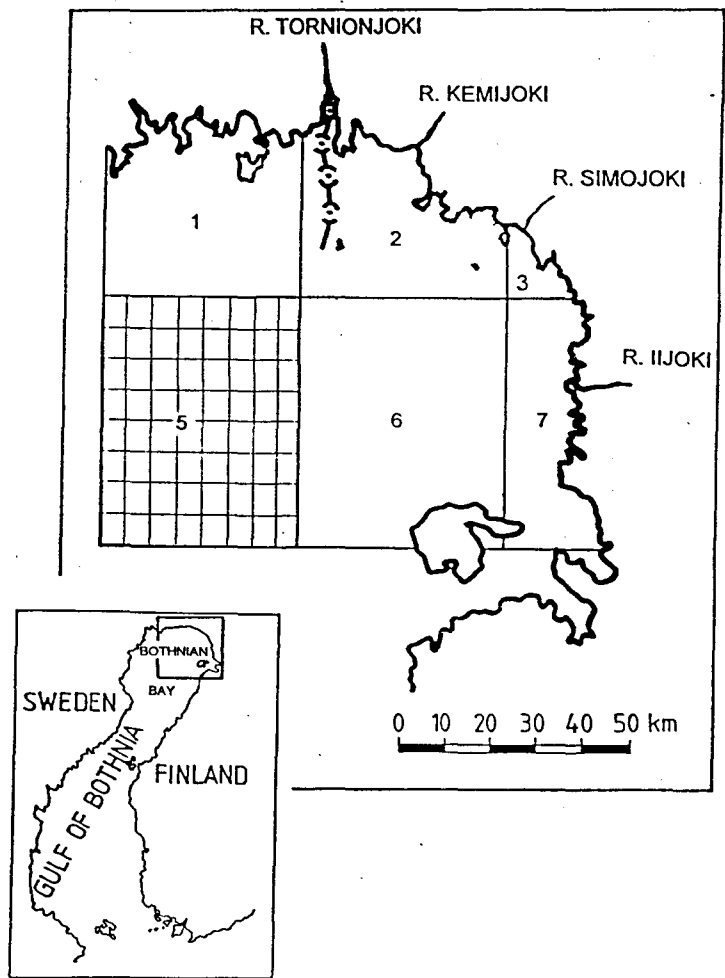 R. TORNIONJOKI
R. KEMIJOKI
R. SIMOJOKI
1
2
3
R. IIJOKI
5
6
7
BOTHNIAN
BAY
SWEDEN
FINLAND
GULF OF BOTHNIA
0 10 20 30 40 50 km